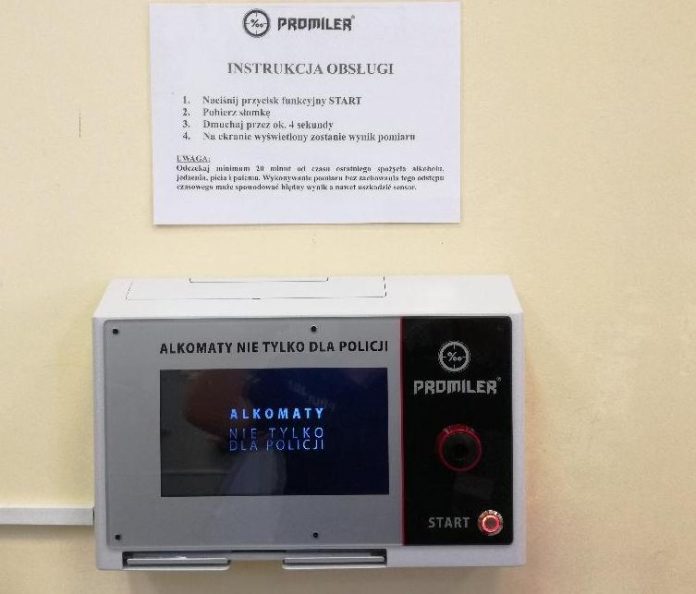 ‰ PROMILER®
INSTRUKCJA OBSŁUGI
1. Naciśnij przycisk funkcyjny START
2. Pobierz słomkę
3. Dmuchaj przez ok. 4 sekundy
4. Na ekranie wyświetlony zostanie wynik pomiaru
UWAGA:
Odczekaj minimum 20 minut od czasu ostatniego spożycia alkoholu,
jedzenia, picia i palenia. Wykonywanie pomiaru bez zachowania tego odstępu
czasowego może spowodować błędny wynik a nawet uszkodzić sensor.
ALKOMATY NIE TYLKO DLA POLICJI
ALKOMATY
NIE TYLKO
DLA POLICJI
‰
PROMILER®
START